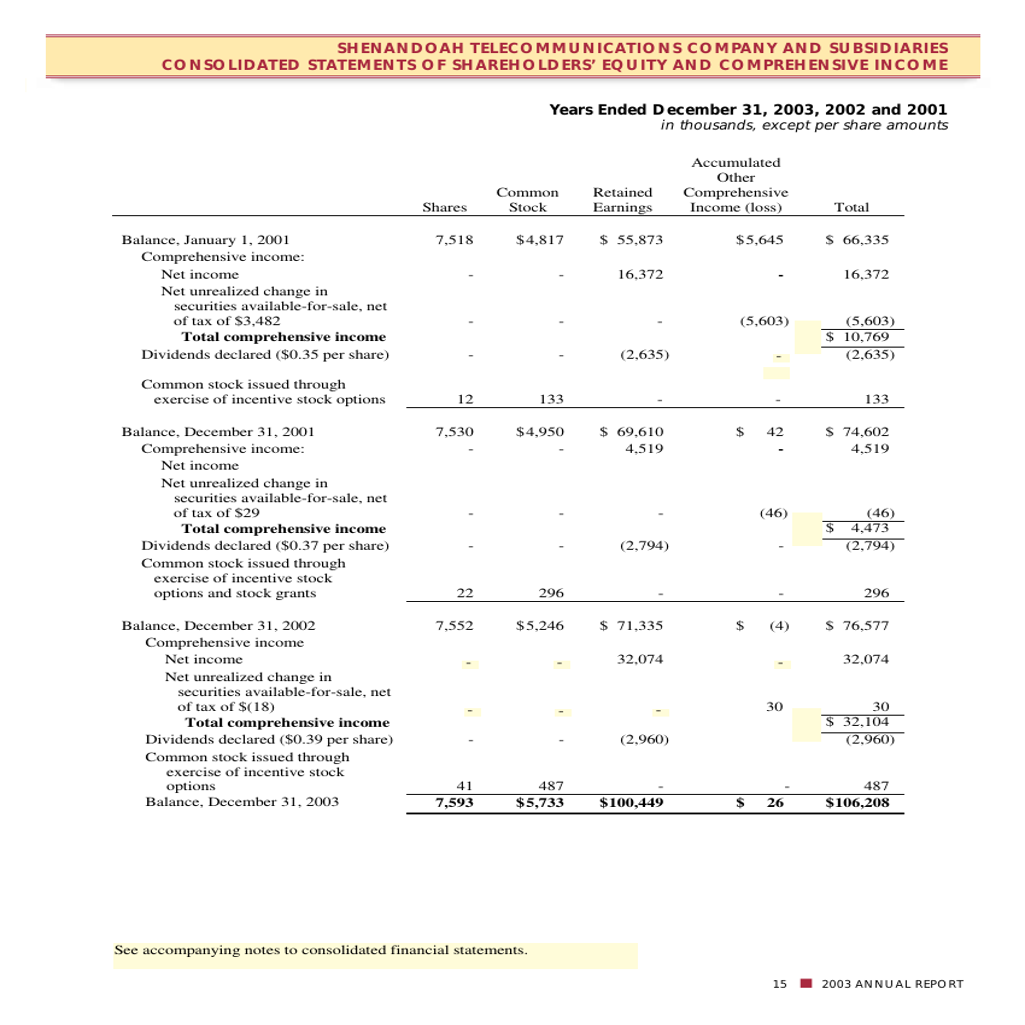 SHENANDOAH TELECOMMUNICATIONS COMPANY AND SUBSIDIARIES
CONSOLIDATED STATEMENTS OF SHAREHOLDERS' EQUITY AND COMPREHENSIVE INCOME
Years Ended December 31, 2003, 2002 and 2001
in thousands, except per share amounts
Accumulated
Other
Common Retained Comprehensive
Shares Stock Earnings Income (loss) Total
Balance, January 1, 2001 7,518 $4,817 $ 55,873 $5,645 $ 66,335
Comprehensive income:
Net income - - 16,372 - 16,372
Net unrealized change in
securities available-for-sale, net
of tax of $3,482 - - - (5,603) (5,603)
Total comprehensive income $ 10,769
Dividends declared ($0.35 per share) - - (2,635) - (2,635)
Common stock issued through
exercise of incentive stock options 12 133 - - 133
Balance, December 31, 2001 7,530 $4,950 $ 69,610 $ 42 $ 74,602
Comprehensive income: - - 4,519 - 4,519
Net income
Net unrealized change in
securities available-for-sale, net
of tax of $29 - - - (46) (46)
Total comprehensive income $ 4,473
Dividends declared ($0.37 per share) - - (2,794) - (2,794)
Common stock issued through
exercise of incentive stock
options and stock grants 22 296 - - 296
Balance, December 31, 2002 7,552 $5,246 $ 71,335 $ (4) $ 76,577
Comprehensive income
Net income - - 32,074 - 32,074
Net unrealized change in
securities available-for-sale, net
of tax of $(18) - - - 30 30
Total comprehensive income $ 32,104
Dividends declared ($0.39 per share) - - (2,960) (2,960)
Common stock issued through
exercise of incentive stock
options 41 487 - - 487
Balance, December 31, 2003 7,593 $5,733 $100,449 $ 26 $106,208
See accompanying notes to consolidated financial statements.
15 ■ 2003 ANNUAL REPORT